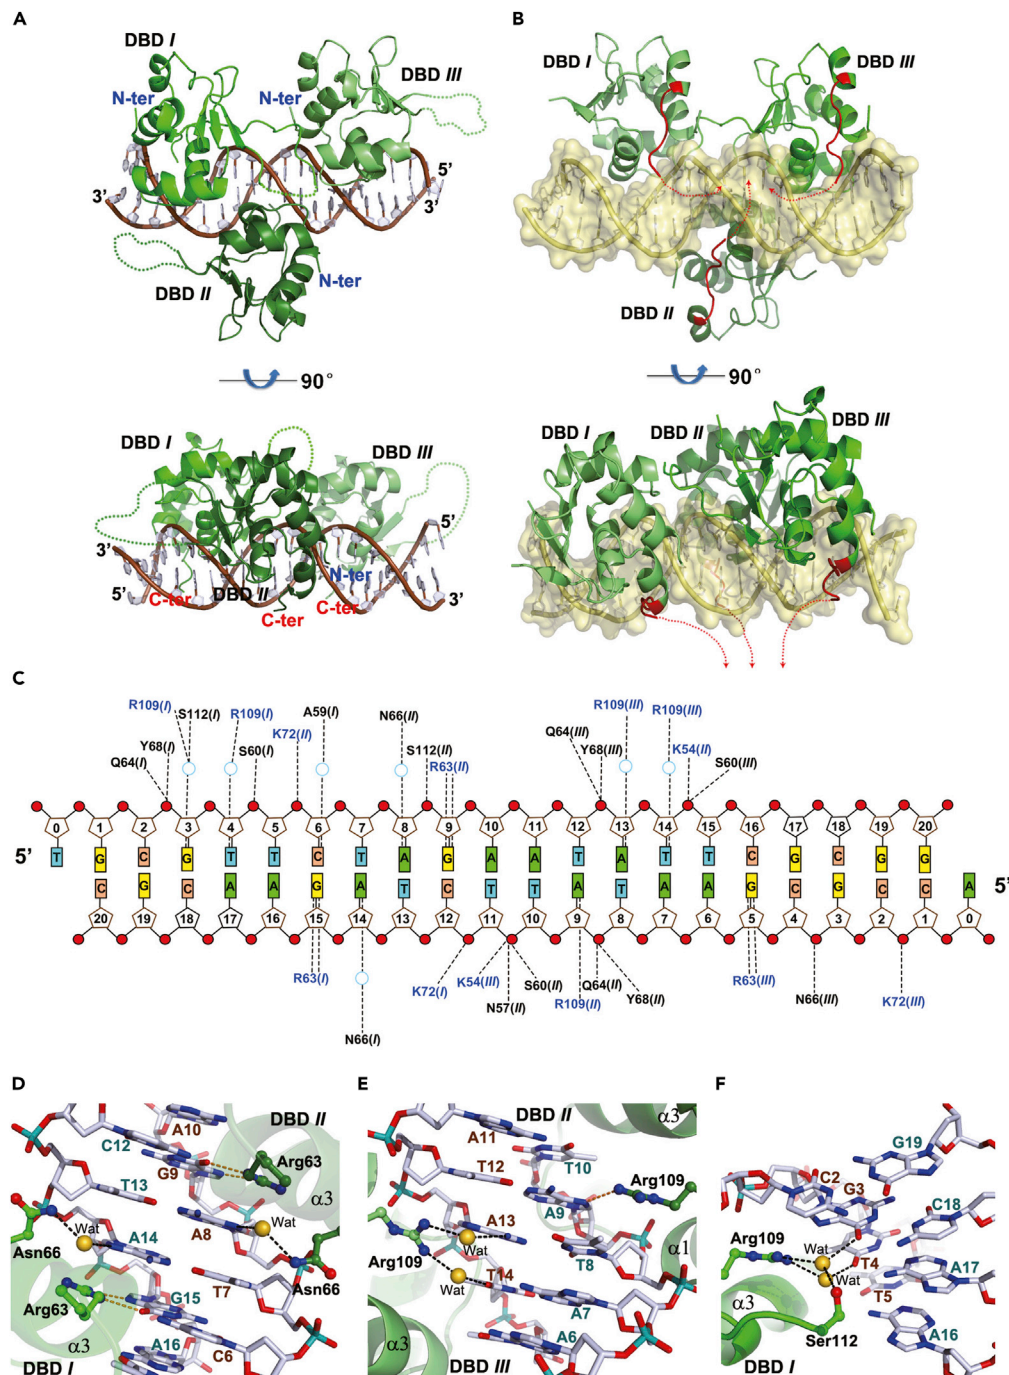 A
B
DBD I
DBD III
N-ter
N-ter
5'
3'
3'
DBD II
N-ter
DBD I
DBD III
DBD II
90°
90°
DBD I
DBD III
5'
3'
5'
N-ter
C-ter
DBD II
C-ter
C-ter
3'
DBD I
DBD II
DBD III
C
R109(I)
S112(I)
R109(I)
A59(I)
N66(II)
R109(III)
R109(III)
Y68(I)
Q64(I)
S60(I)
K72(II)
S112(II)
R63(II)
Q64(III)
Y68(III)
K54(II)
S60(III)
0 1 2 3 4 5 6 7 8 9 10 11 12 13 14 15 16 17 18 19 20
5' T G C G T T C T A G A A T A T T C G C G G
C G C A A G A T C T T A T A A G C G C C A 5'
20 19 18 17 16 15 14 13 12 11 10 9 8 7 6 5 4 3 2 1 0
R63(I)
N66(I)
K72(I)
K54(III)
N57(II)
S60(II)
R109(II)
Q64(II)
Y68(II)
R63(III)
N66(III)
K72(III)
D
A10
DBD II
C12
G9
Arg63
α3
T13
A8
Wat
Wat
A14
Asn66
Asn66
T7
G15
Arg63
α3
A16
C6
DBD I
E
DBD II
α3
A11
T12
T10
Arg109
A9
A13
Wat
T8
α1
Arg109
T14
Wat
A7
A6
α3
DBD III
F
G19
C2
G3
C18
Arg109
Wat
T4
A17
Wat
T5
α3
Ser112
A16
DBD I